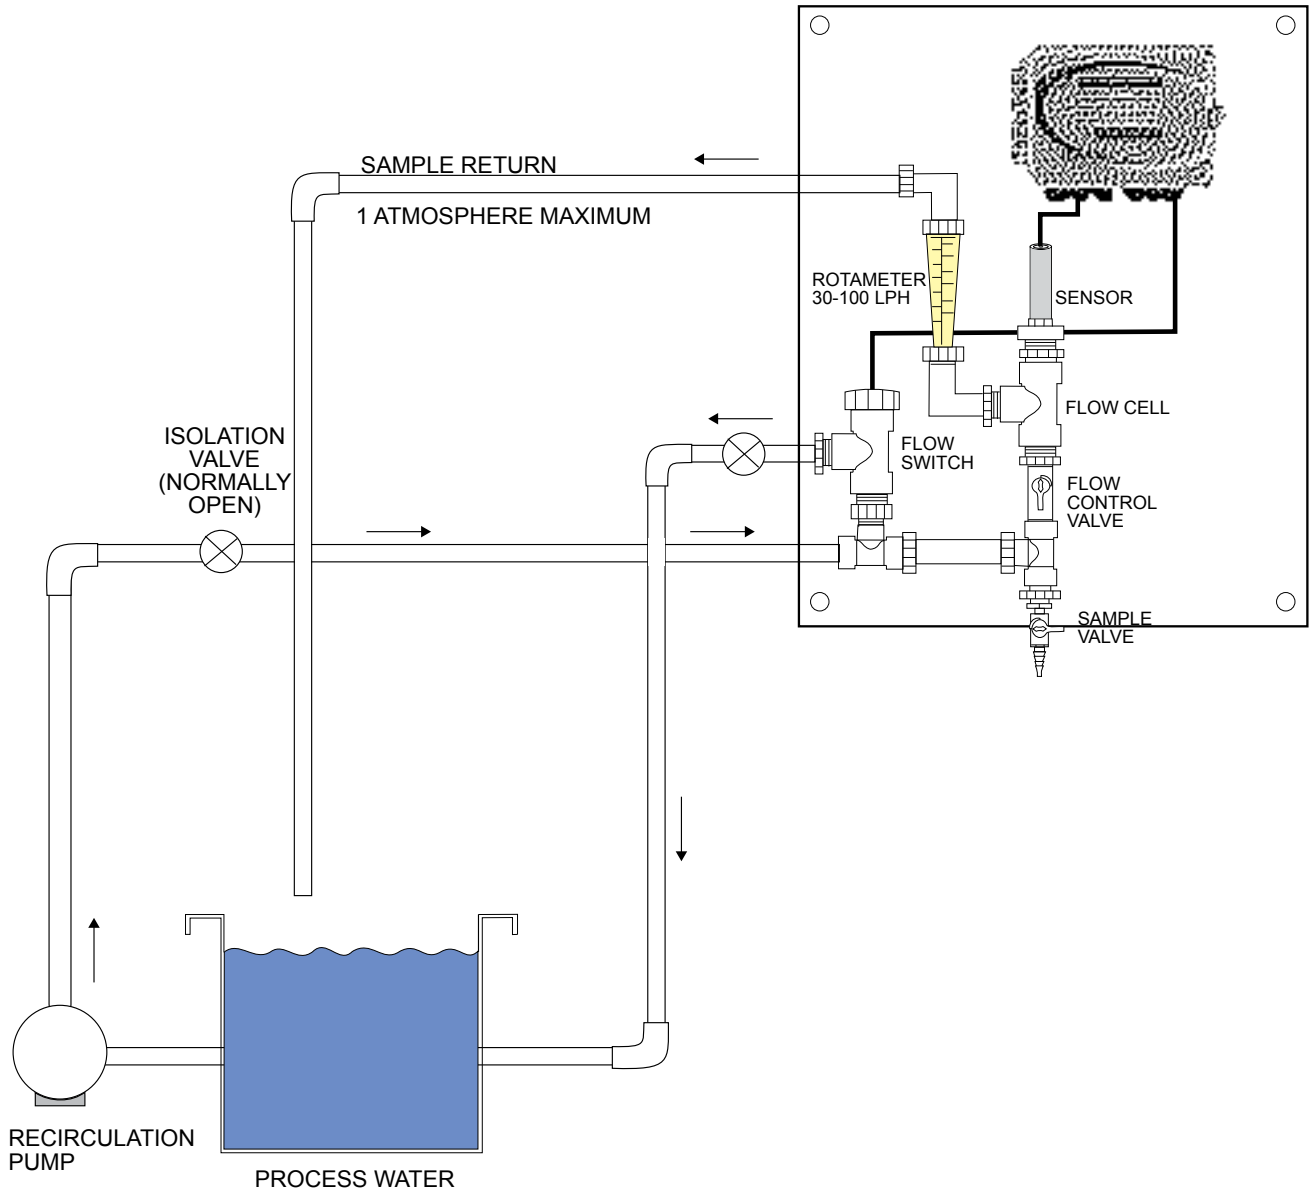 SAMPLE RETURN
1 ATMOSPHERE MAXIMUM
ROTAMETER
30-100 LPH
SENSOR
FLOW CELL
FLOW
SWITCH
ISOLATION
VALVE
(NORMALLY
OPEN)
FLOW
CONTROL
VALVE
SAMPLE
VALVE
RECIRCULATION
PUMP
PROCESS WATER